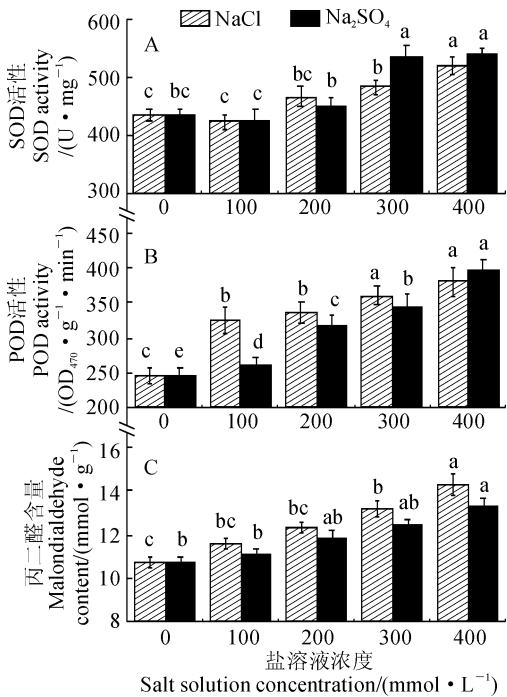 NaCl Na₂SO₄
SOD活性
SOD activity
/(U·mg⁻¹)
A
600
500
400
300
c bc c c bc b b a a a
0 100 200 300 400
POD活性
POD activity
/(OD₄₇₀·g⁻¹·min⁻¹)
B
450
400
350
300
250
200
c e b d b c a b a a
0 100 200 300 400
丙二醛含量
Malondialdehyde
content/(mmol·g⁻¹)
C
16
14
12
10
8
c b bc b bc ab b ab a a
0 100 200 300 400
盐溶液浓度
Salt solution concentration/(mmol·L⁻¹)